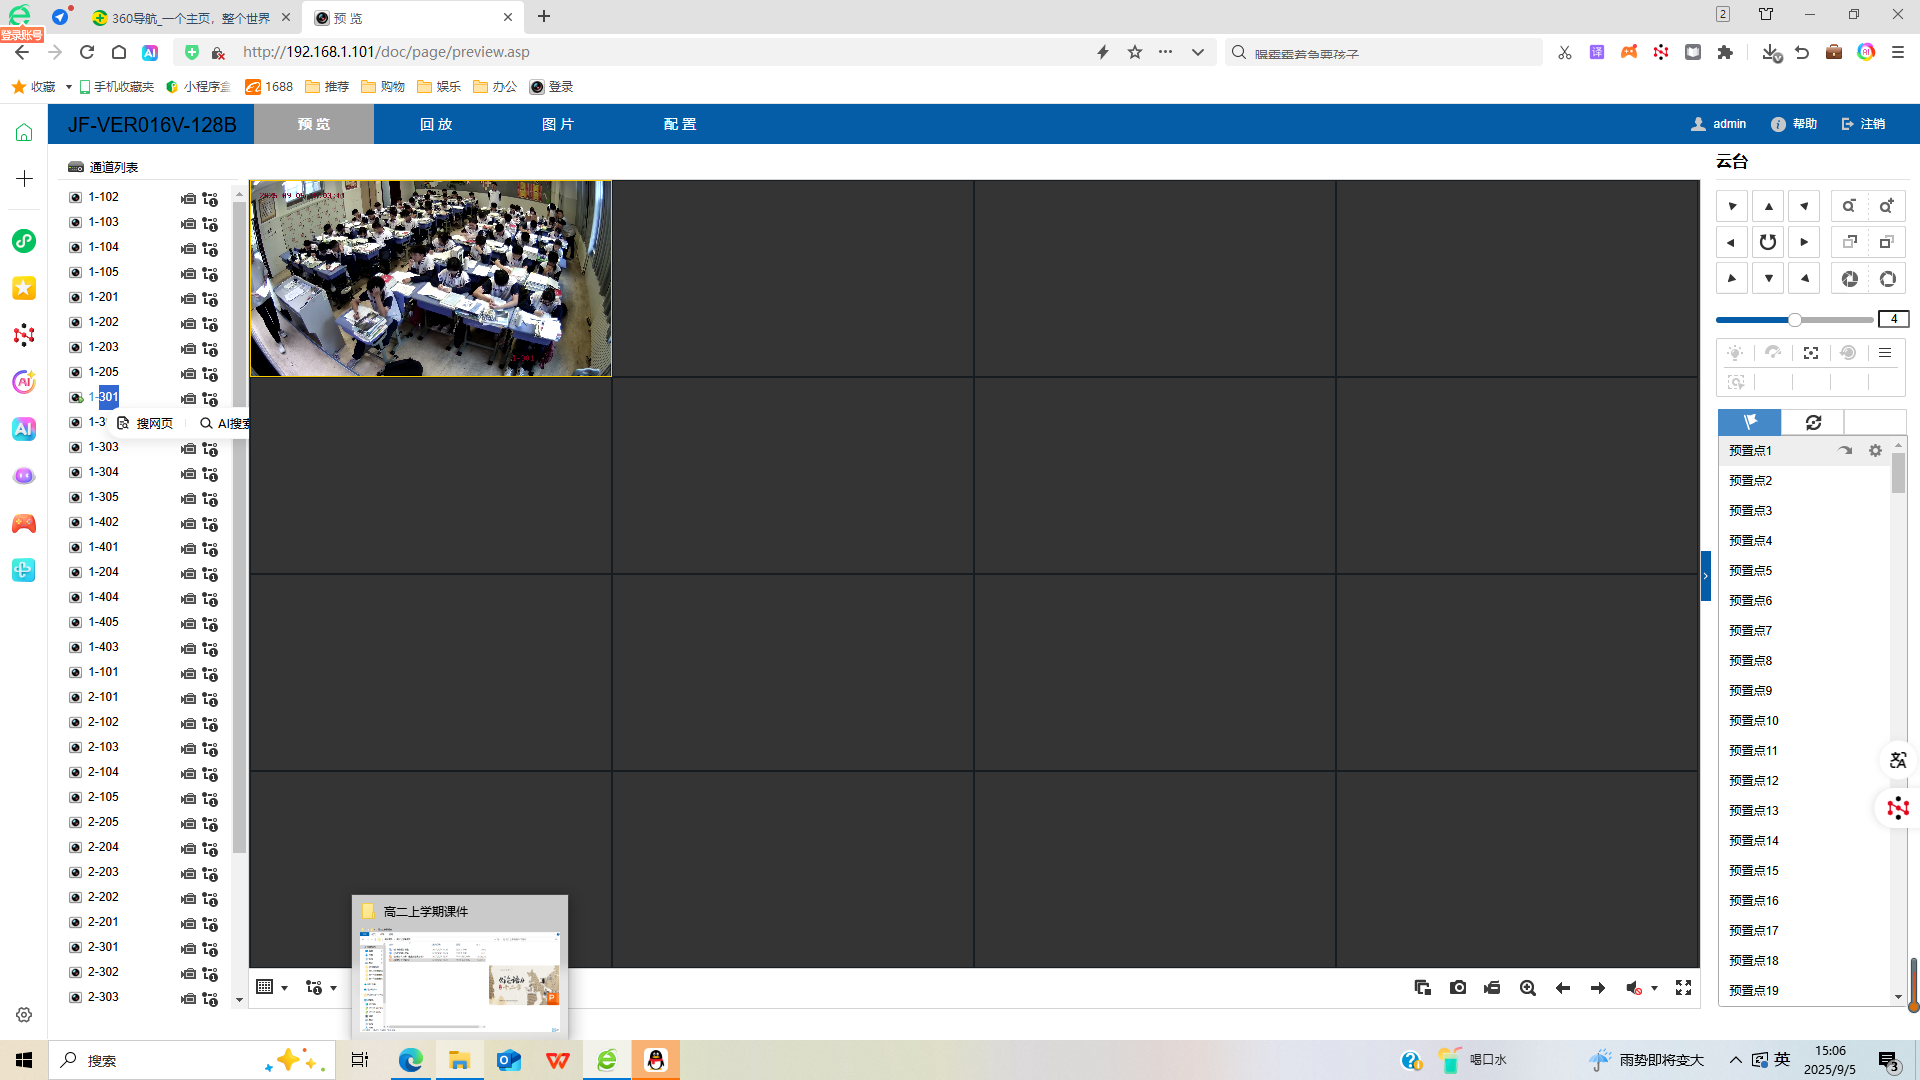 登录账号
360导航_一个主页，整个世界
预 览
2
http://192.168.1.101/doc/page/preview.asp
收藏
手机收藏夹
小程序盒
1688
推荐
购物
娱乐
办公
登录
JF-VER016V-128B
预 览
回 放
图 片
配 置
admin
帮助
注销
通道列表
1-102
1-103
1-104
1-105
1-201
1-202
1-203
1-205
1-301
搜网页
AI搜索
1-303
1-304
1-305
1-402
1-401
1-204
1-404
1-405
1-403
1-101
2-101
2-102
2-103
2-104
2-105
2-205
2-204
2-203
2-202
2-201
2-301
2-302
2-303
1-301
云台
4
预置点1
预置点2
预置点3
预置点4
预置点5
预置点6
预置点7
预置点8
预置点9
预置点10
预置点11
预置点12
预置点13
预置点14
预置点15
预置点16
预置点17
预置点18
预置点19
高二上学期课件
搜索
喝口水
雨势即将变大
英
15:06
2025/9/5
3